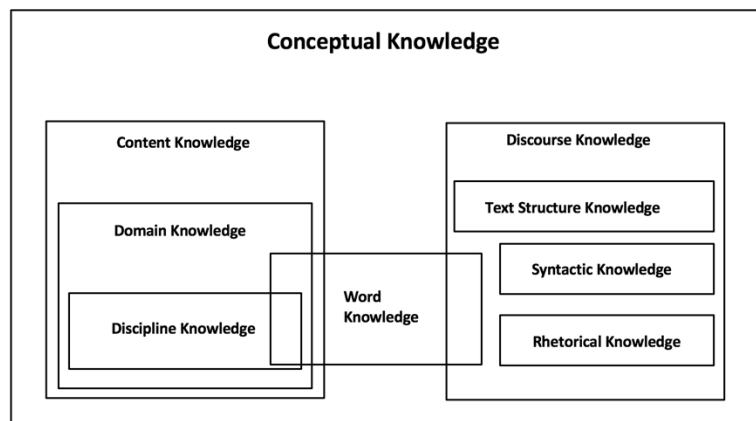 Conceptual Knowledge
Content Knowledge
Domain Knowledge
Discipline Knowledge
Word
Knowledge
Discourse Knowledge
Text Structure Knowledge
Syntactic Knowledge
Rhetorical Knowledge